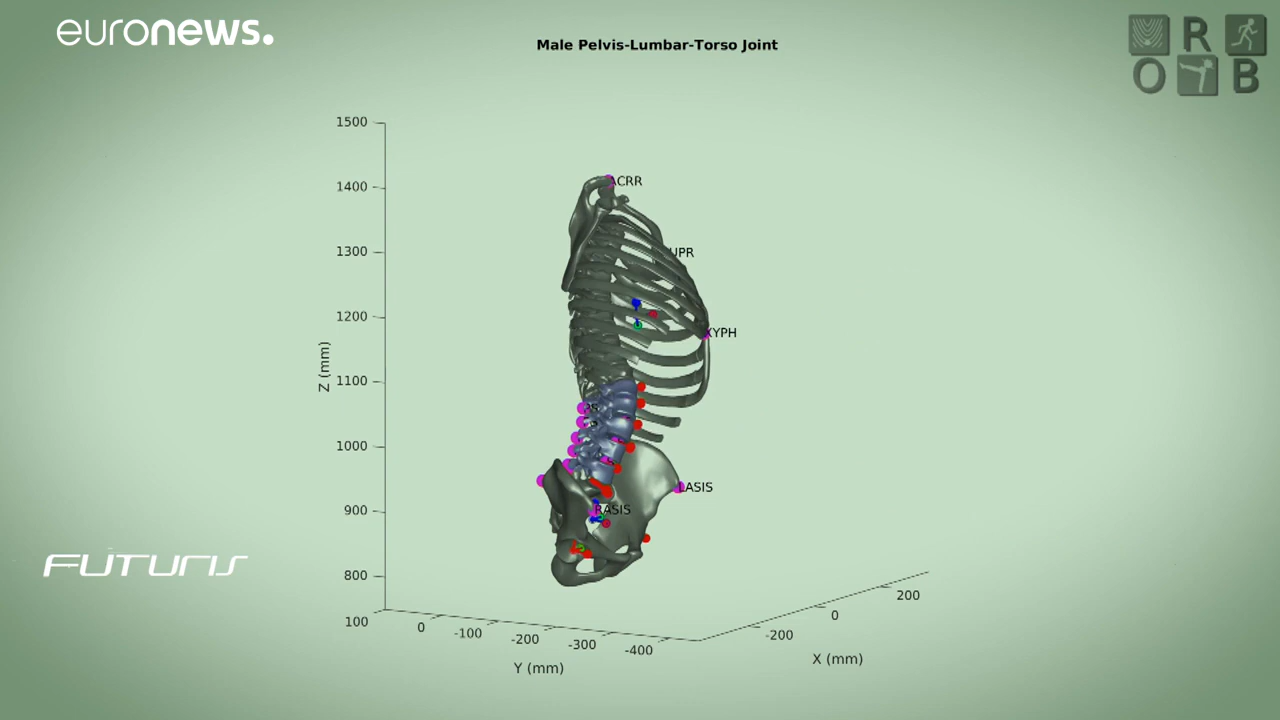 euronews.
R
O B
Male Pelvis-Lumbar-Torso Joint
1500
1400
1300
1200
1100
1000
900
800
Z (mm)
ACRR
UPR
XYPH
LASIS
RASIS
100
0
-100
-200
-300
-400
Y (mm)
-200
0
200
X (mm)
FUTURIS